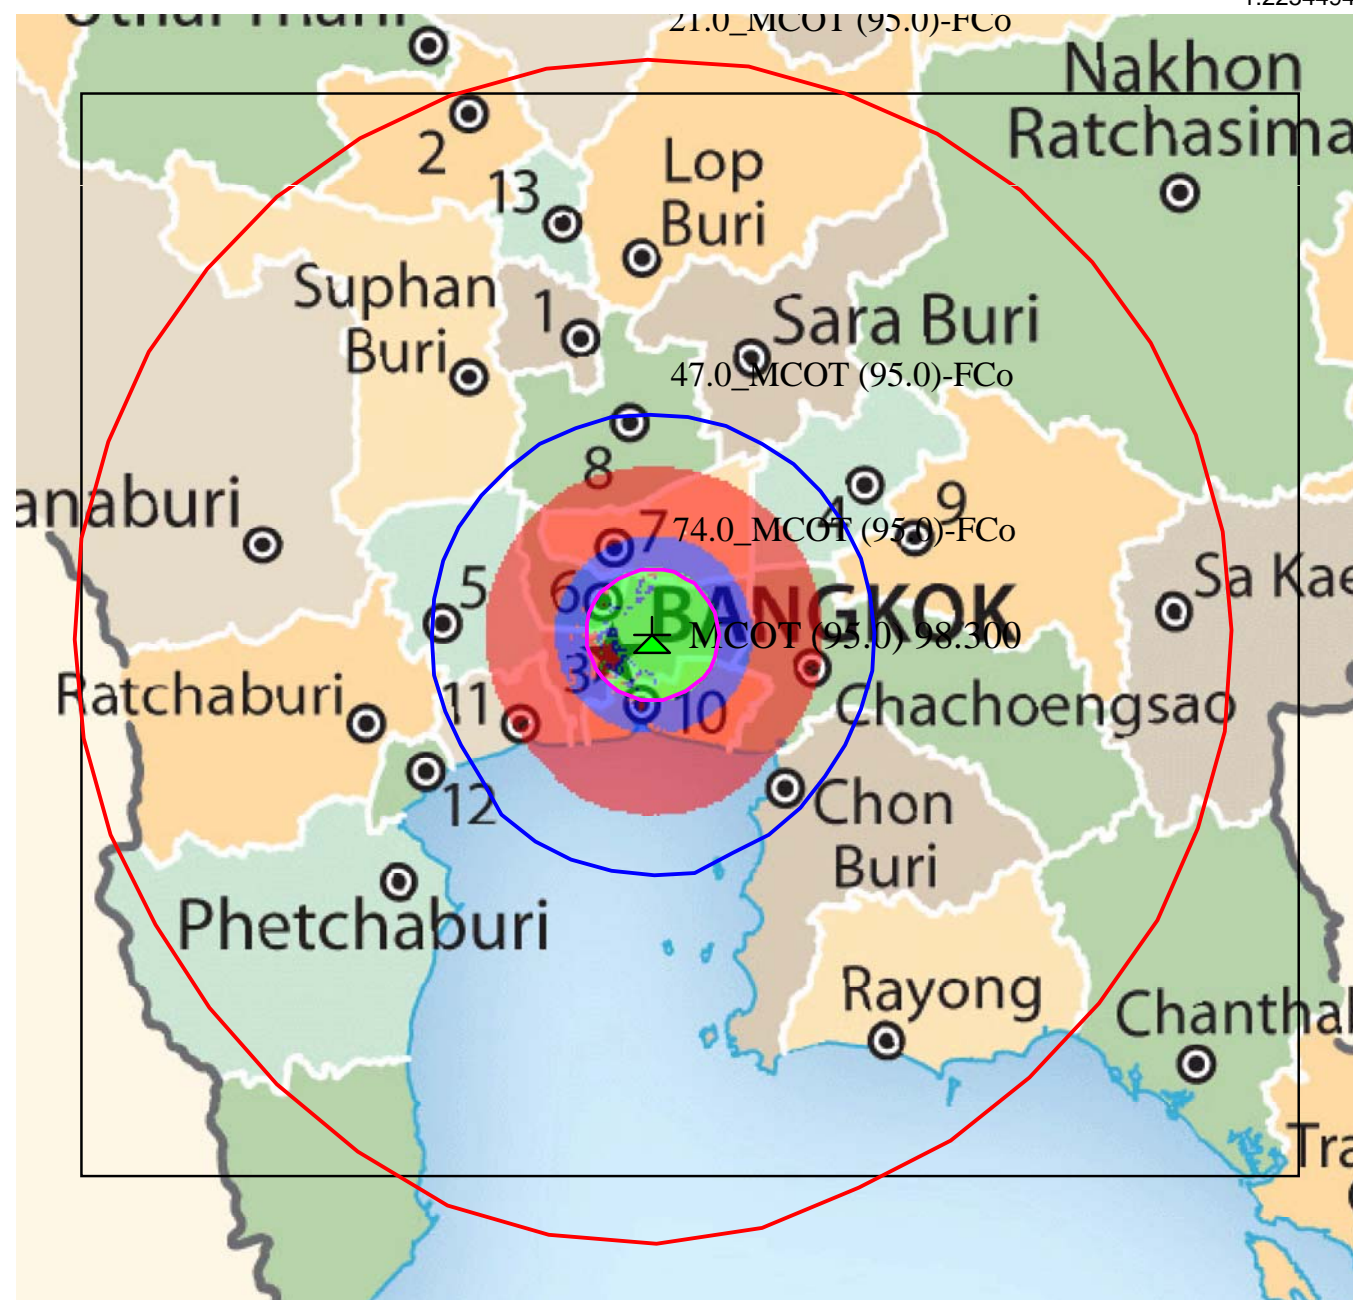 21.0_MCOT (95.0)-FCo
Nakhon
Ratchasima
2
13
Lop
Buri
Suphan
Buri
1
Sara Buri
47.0_MCOT (95.0)-FCo
8
4
9
anaburi
7
74.0_MCOT (95.0)-FCo
5
6
BANGKOK
Sa Kae
MCOT (95.0) 98.300
3
Ratchaburi
11
10
Chachoengsao
12
Chon
Buri
Phetchaburi
Rayong
Chantha
Tra